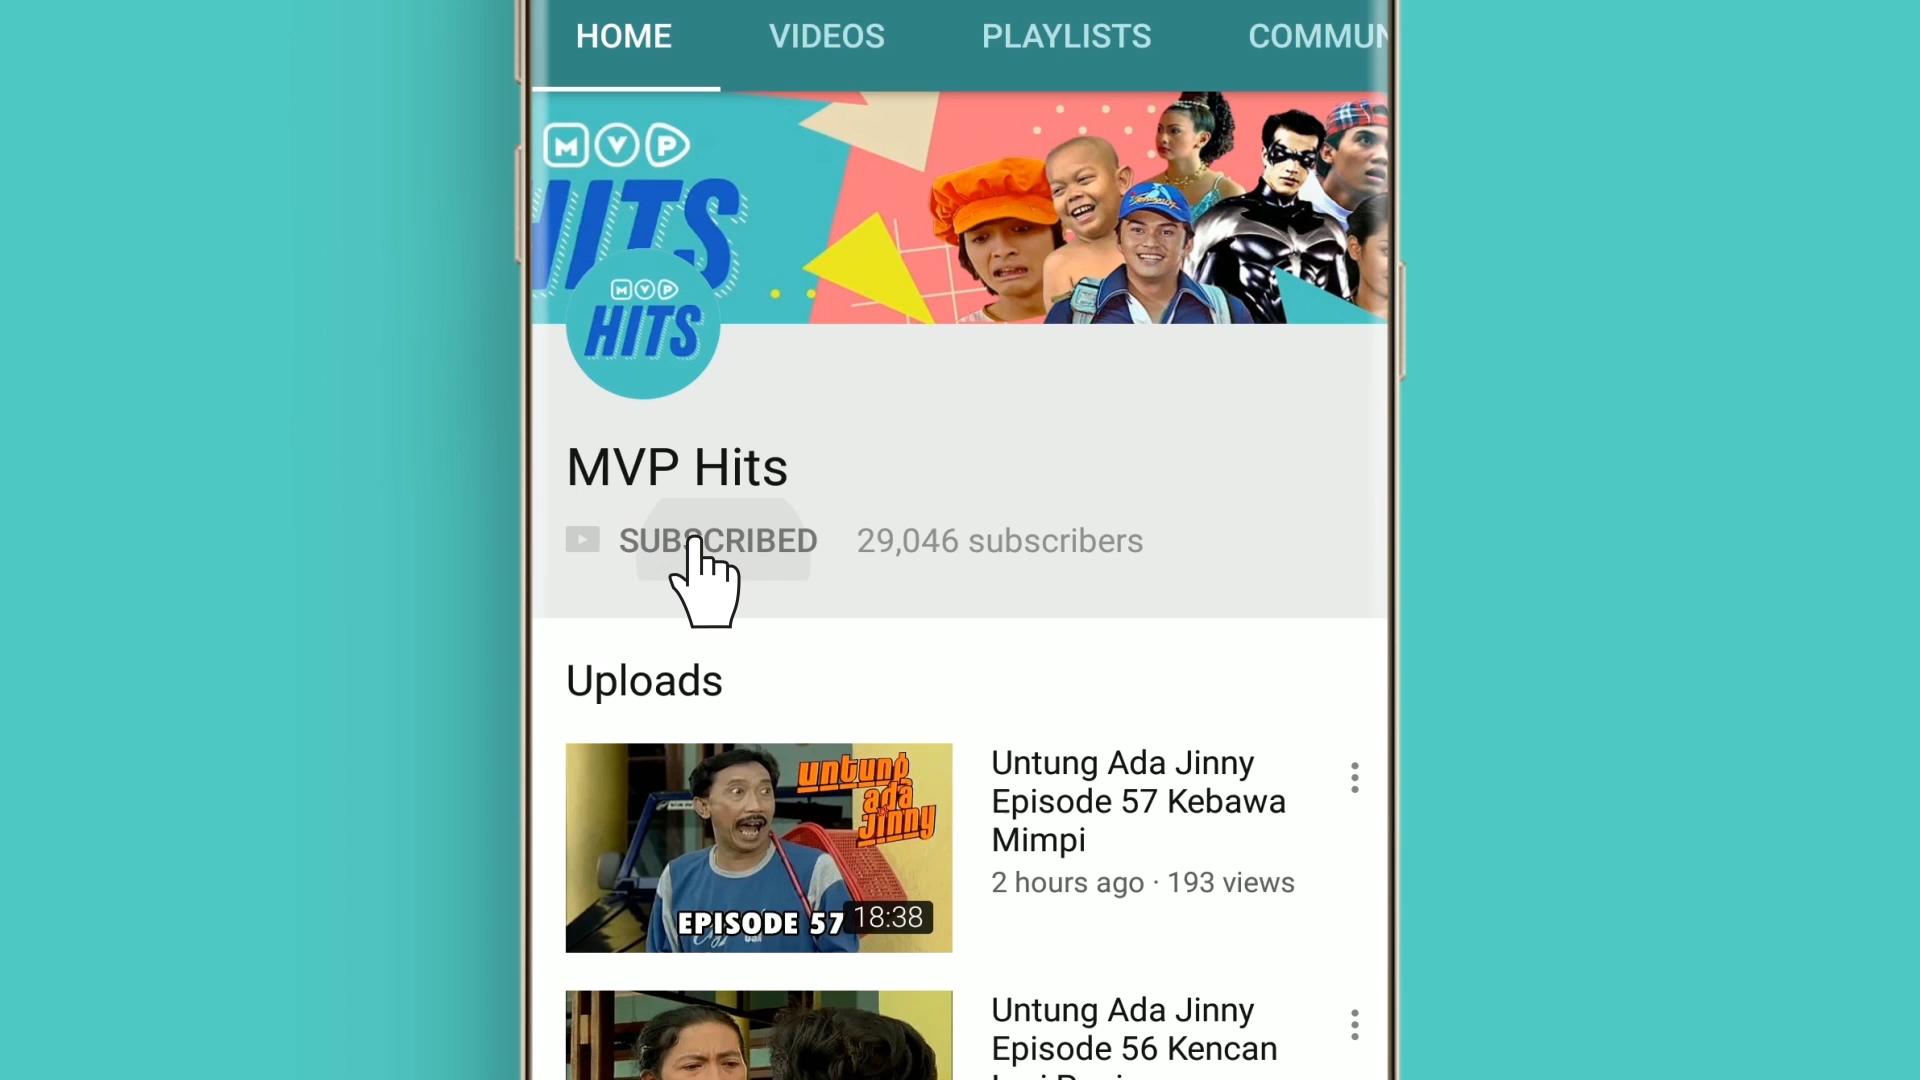 HOME VIDEOS PLAYLISTS COMMUN
MVP
HITS
MVP
HITS
MVP Hits
SUBSCRIBED 29,046 subscribers
Uploads
untung
ada
jinny
EPISODE 57
18:38
Untung Ada Jinny
Episode 57 Kebawa
Mimpi
2 hours ago · 193 views
Untung Ada Jinny
Episode 56 Kencan